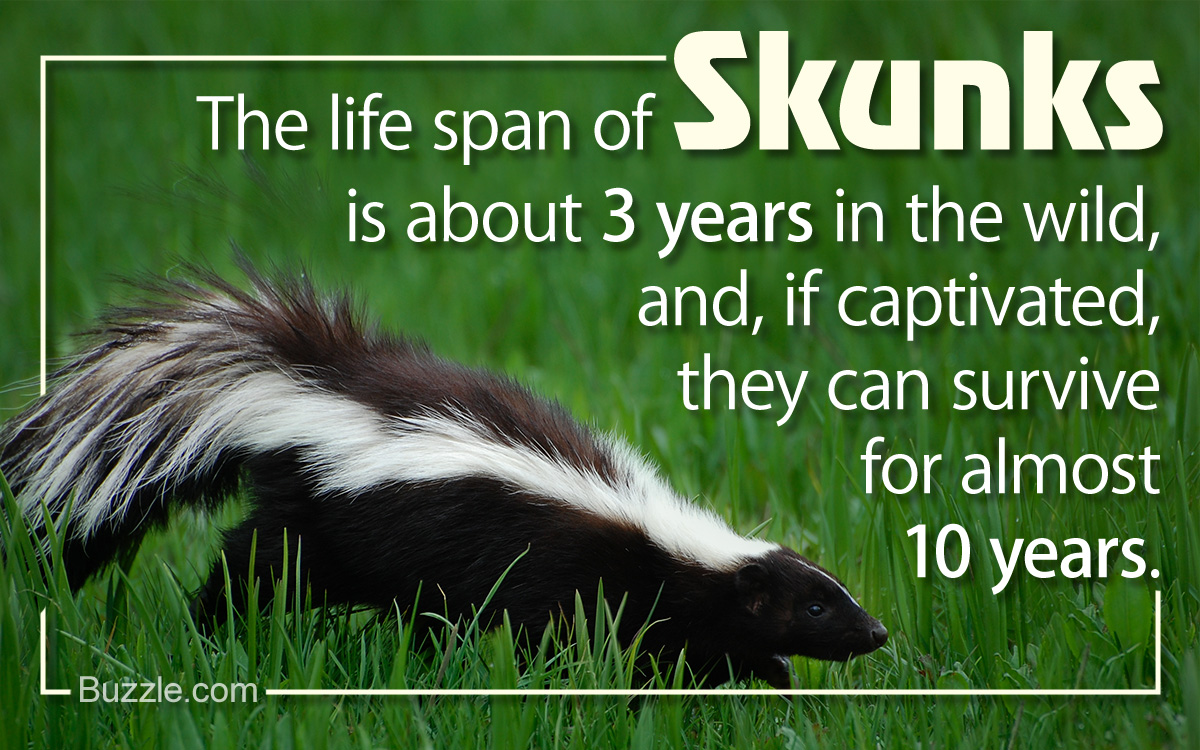 The life span of Skunks
is about 3 years in the wild,
and, if captivated,
they can survive
for almost
10 years.
Buzzle.com